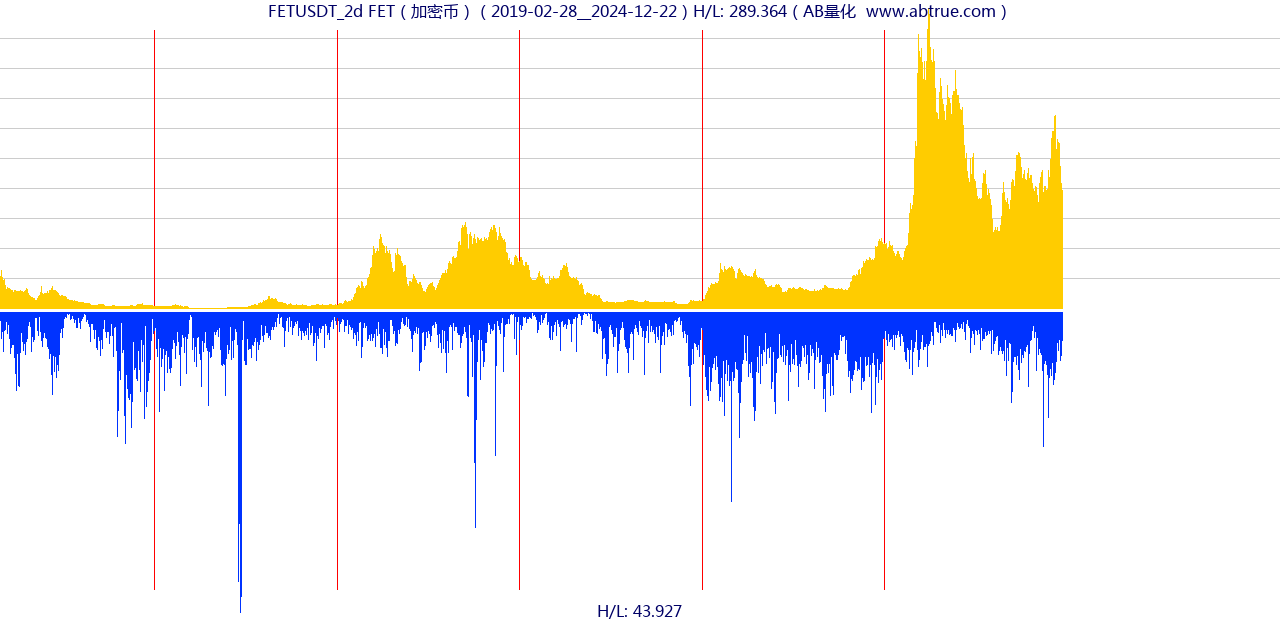 FETUSDT_2d FET（加密币）（2019-02-28__2024-12-22）H/L: 289.364（AB量化  www.abtrue.com）
H/L: 43.927